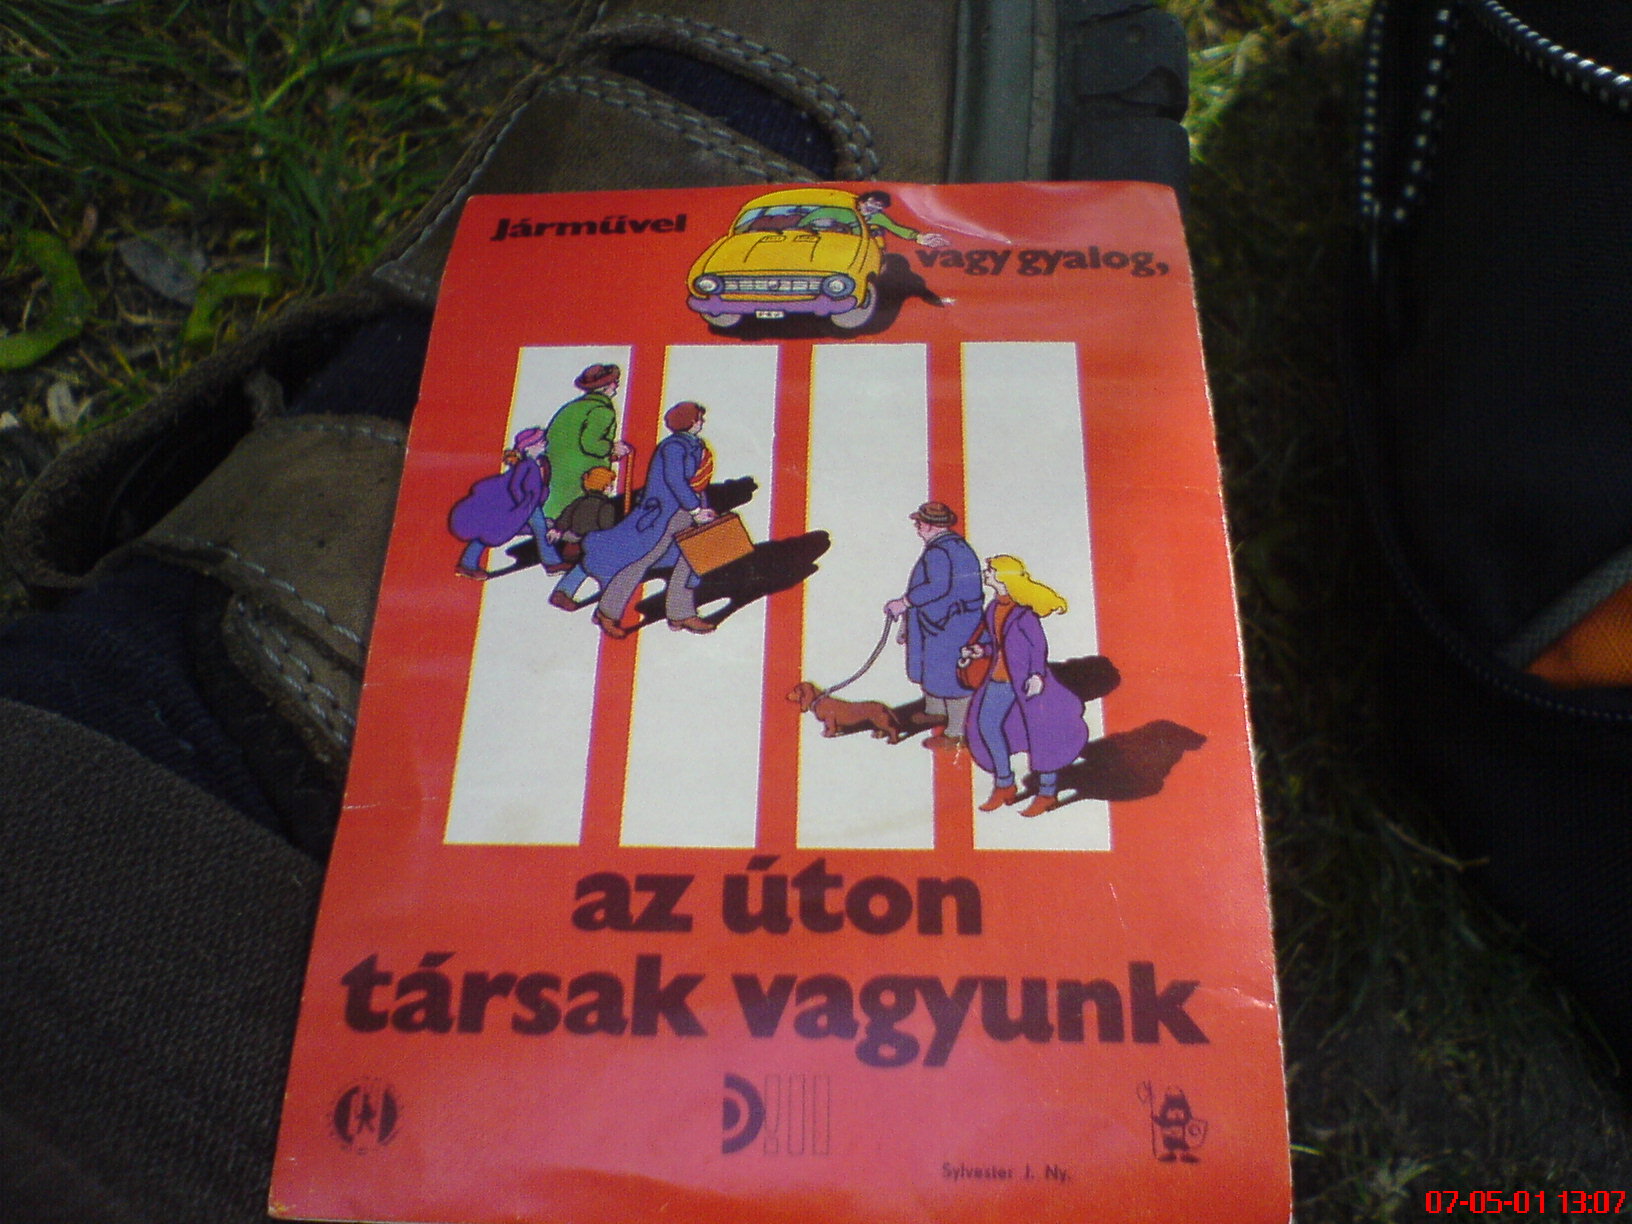 Járművel
vagy gyalog,
az úton
társak vagyunk
Sylvester J. Ny.
07-05-01 13:07